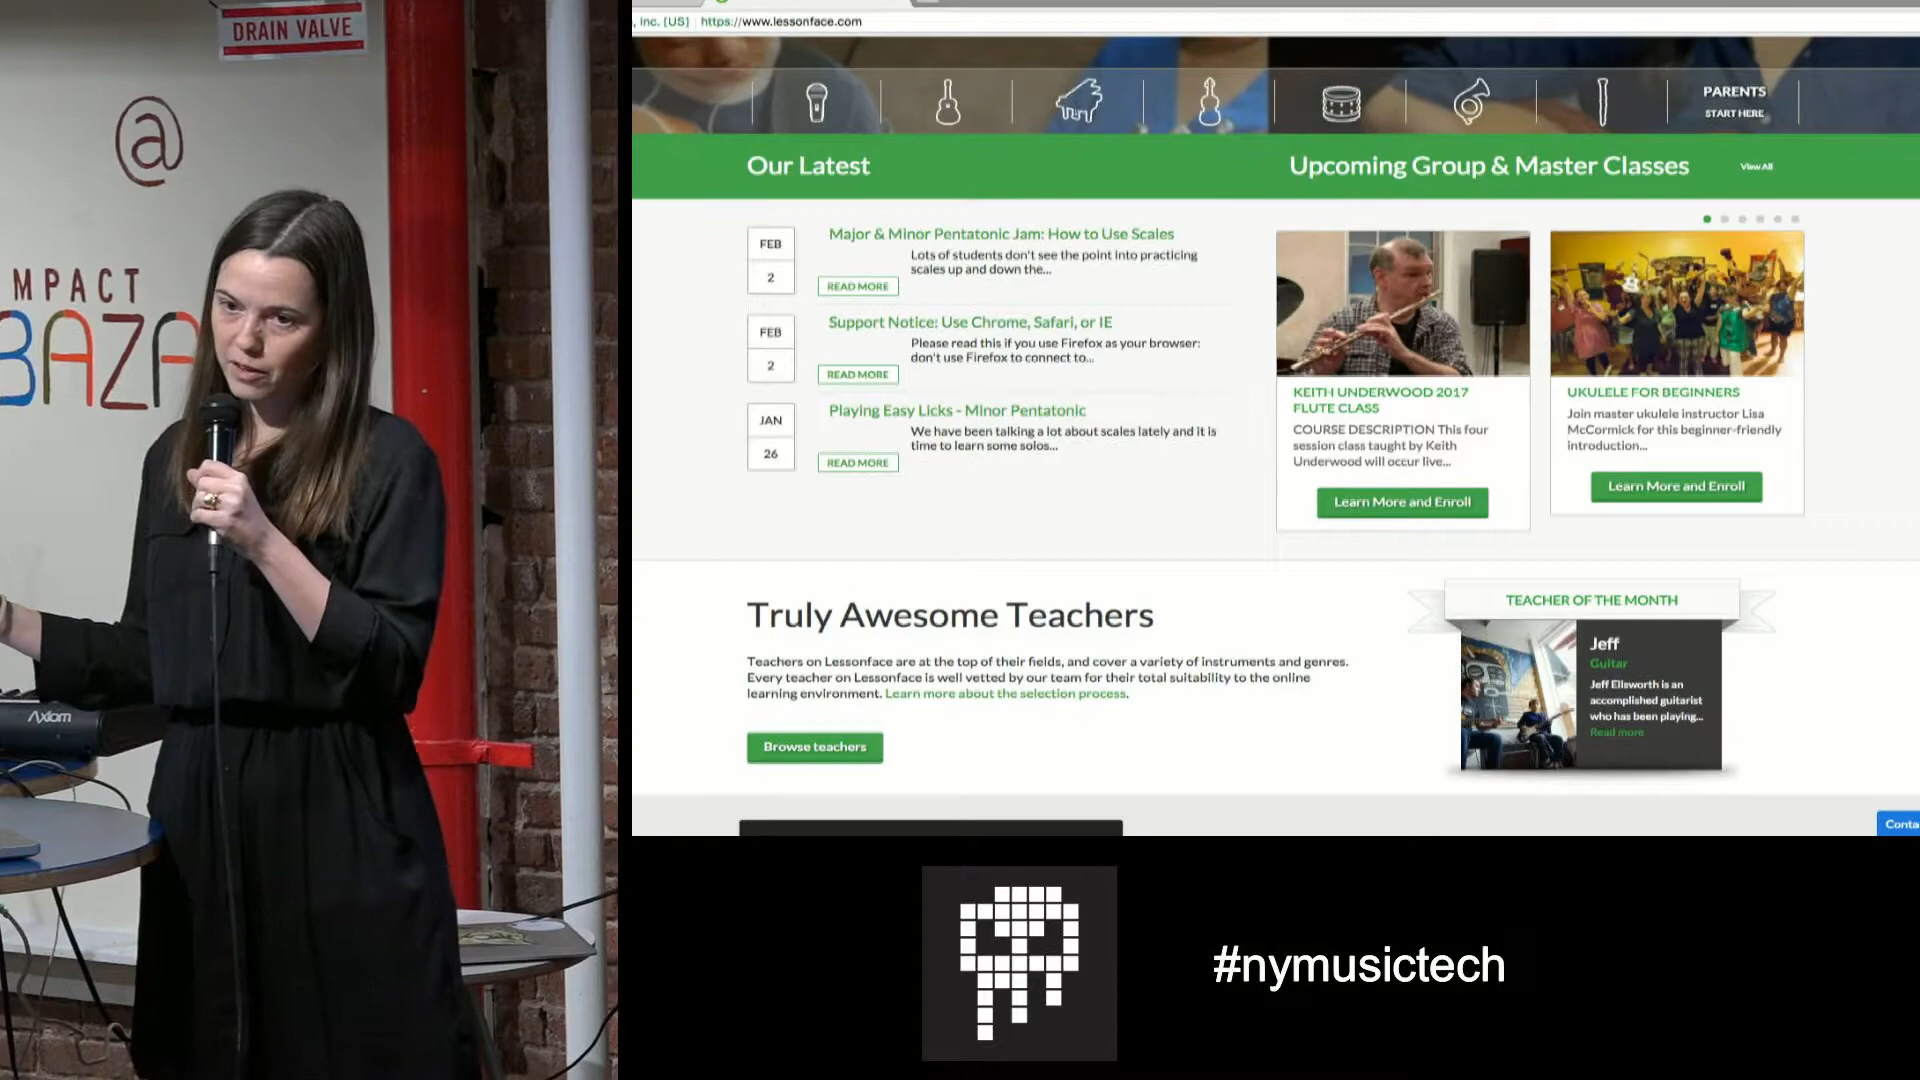 DRAIN VALVE
@
MPACT
BAZA
Axiom
, Inc. [US] https://www.lessonface.com
PARENTS
START HERE
Our Latest
Upcoming Group & Master Classes
View All
FEB
2
Major & Minor Pentatonic Jam: How to Use Scales
Lots of students don't see the point into practicing
scales up and down the...
READ MORE
FEB
2
Support Notice: Use Chrome, Safari, or IE
Please read this if you use Firefox as your browser:
don't use Firefox to connect to...
READ MORE
JAN
26
Playing Easy Licks - Minor Pentatonic
We have been talking a lot about scales lately and it is
time to learn some solos...
READ MORE
KEITH UNDERWOOD 2017
FLUTE CLASS
COURSE DESCRIPTION This four
session class taught by Keith
Underwood will occur live...
Learn More and Enroll
UKULELE FOR BEGINNERS
Join master ukulele instructor Lisa
McCormick for this beginner-friendly
introduction...
Learn More and Enroll
Truly Awesome Teachers
Teachers on Lessonface are at the top of their fields, and cover a variety of instruments and genres.
Every teacher on Lessonface is well vetted by our team for their total suitability to the online
learning environment. Learn more about the selection process.
Browse teachers
TEACHER OF THE MONTH
Jeff
Guitar
Jeff Ellsworth is an
accomplished guitarist
who has been playing...
Read more
Conta
#nymusictech